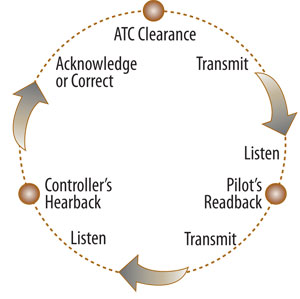 ATC Clearance
Transmit
Listen
Pilot's
Readback
Transmit
Listen
Controller's
Hearback
Acknowledge
or Correct